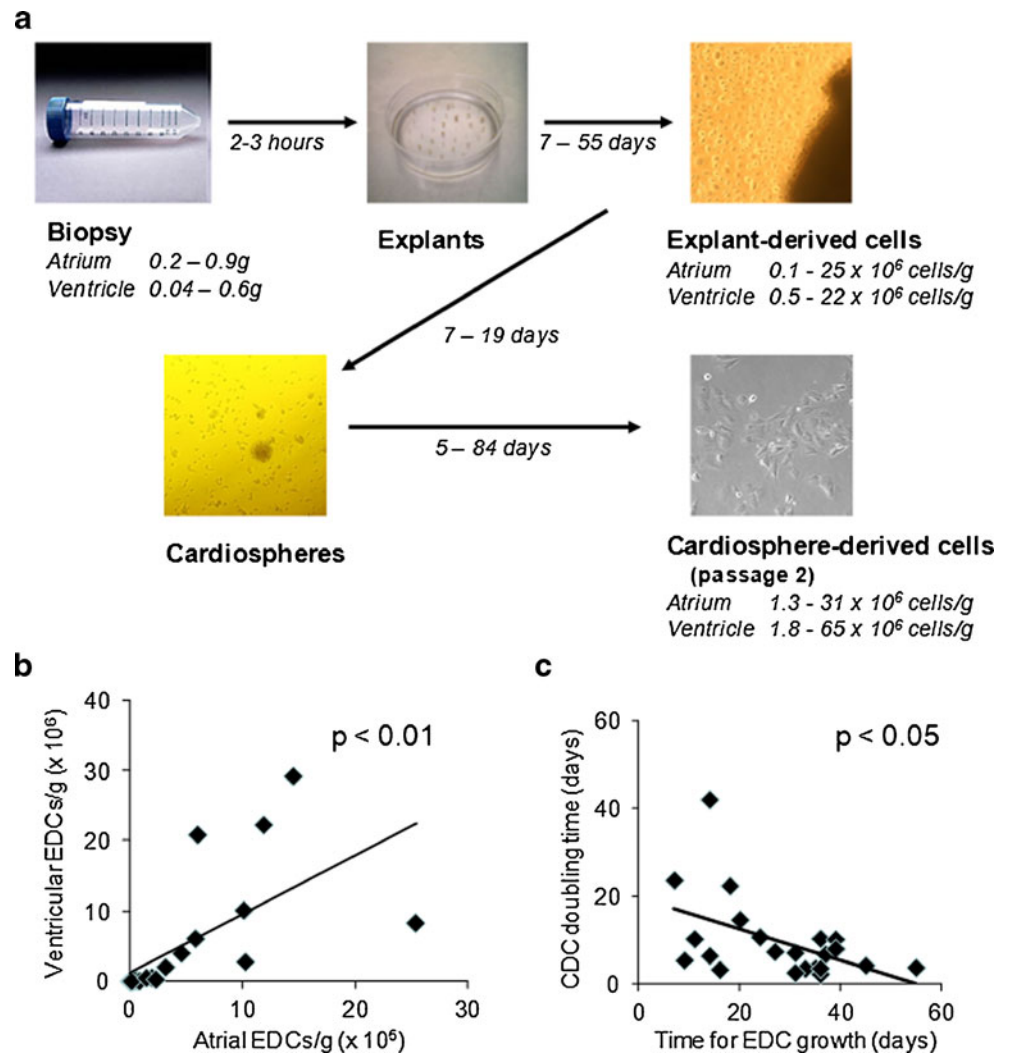 a
2-3 hours
7 – 55 days
Biopsy
Atrium 0.2 – 0.9g
Ventricle 0.04 – 0.6g
Explants
Explant-derived cells
Atrium 0.1 - 25 x 10⁶ cells/g
Ventricle 0.5 - 22 x 10⁶ cells/g
7 – 19 days
5 – 84 days
Cardiospheres
Cardiosphere-derived cells
(passage 2)
Atrium 1.3 - 31 x 10⁶ cells/g
Ventricle 1.8 - 65 x 10⁶ cells/g
b
Ventricular EDCs/g (x 10⁶)
40
30
20
10
0
p < 0.01
0 10 20 30
Atrial EDCs/g (x 10⁶)
c
CDC doubling time (days)
60
40
20
0
p < 0.05
0 20 40 60
Time for EDC growth (days)